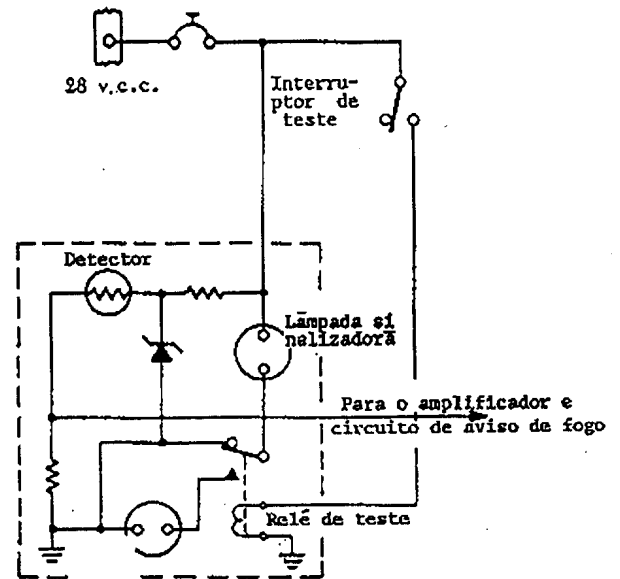 28 v.c.c.
Interru-
ptor de
teste
Detector
Lâmpada si
nalizadora
Para o amplificador e
circuito de aviso de fogo
Relé de teste